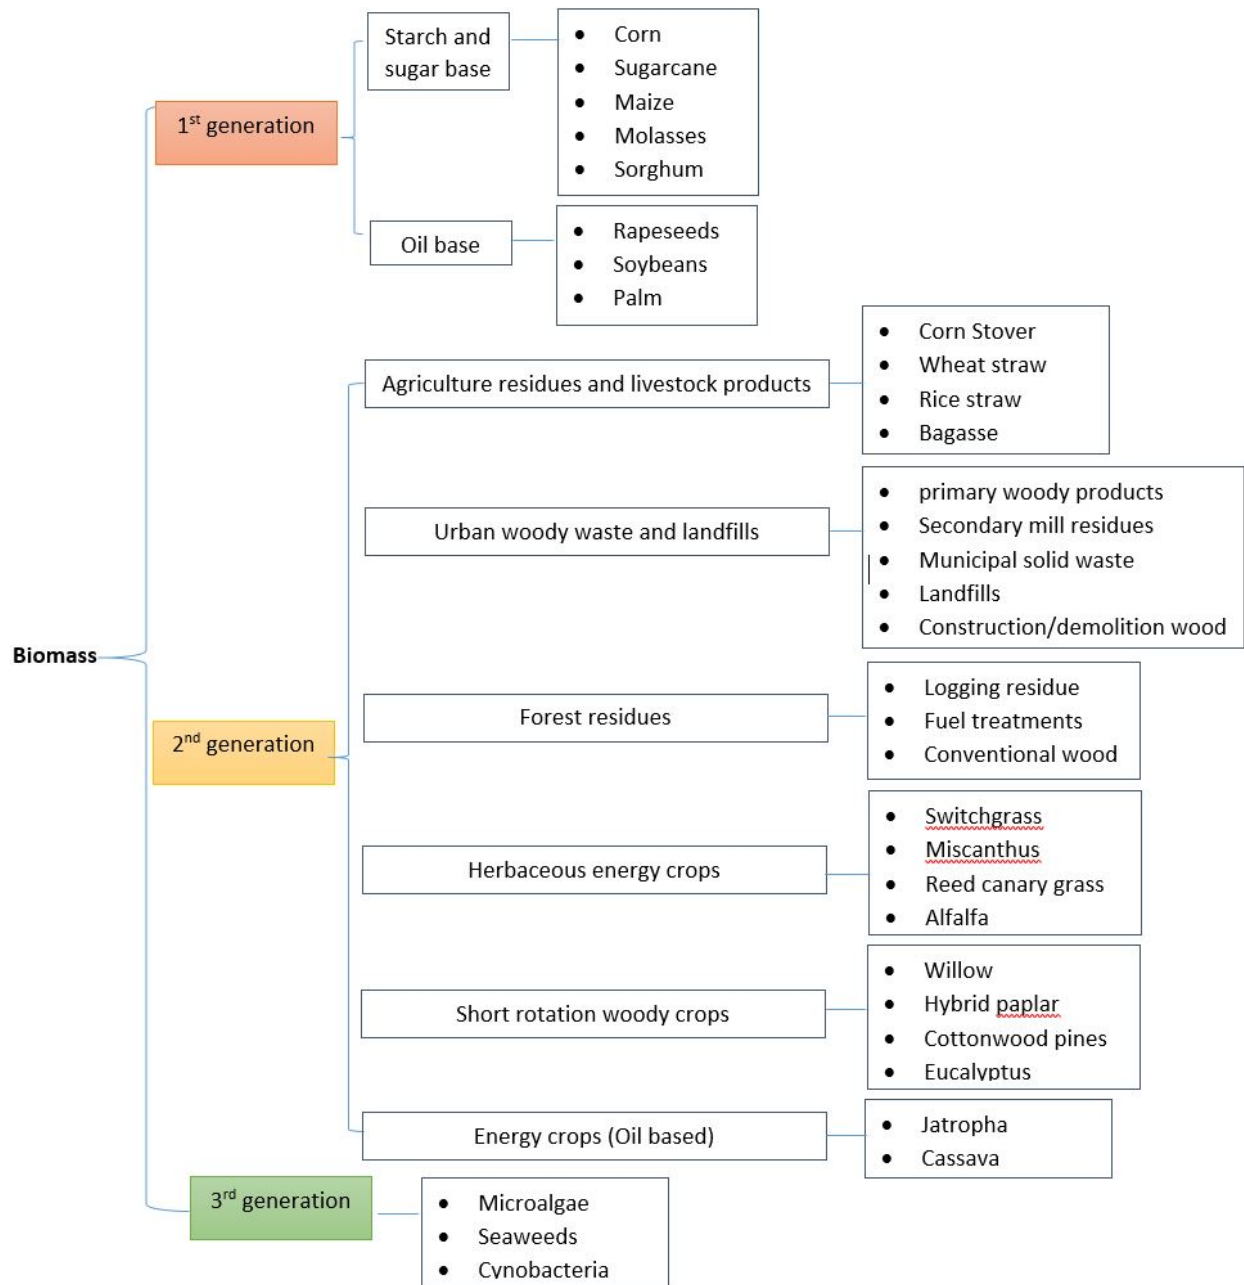 Biomass
1st generation
Starch and
sugar base
• Corn
• Sugarcane
• Maize
• Molasses
• Sorghum
Oil base
• Rapeseeds
• Soybeans
• Palm
2nd generation
Agriculture residues and livestock products
• Corn Stover
• Wheat straw
• Rice straw
• Bagasse
Urban woody waste and landfills
• primary woody products
• Secondary mill residues
• Municipal solid waste
• Landfills
• Construction/demolition wood
Forest residues
• Logging residue
• Fuel treatments
• Conventional wood
Herbaceous energy crops
• Switchgrass
• Miscanthus
• Reed canary grass
• Alfalfa
Short rotation woody crops
• Willow
• Hybrid paplar
• Cottonwood pines
• Eucalyptus
Energy crops (Oil based)
• Jatropha
• Cassava
3rd generation
• Microalgae
• Seaweeds
• Cynobacteria